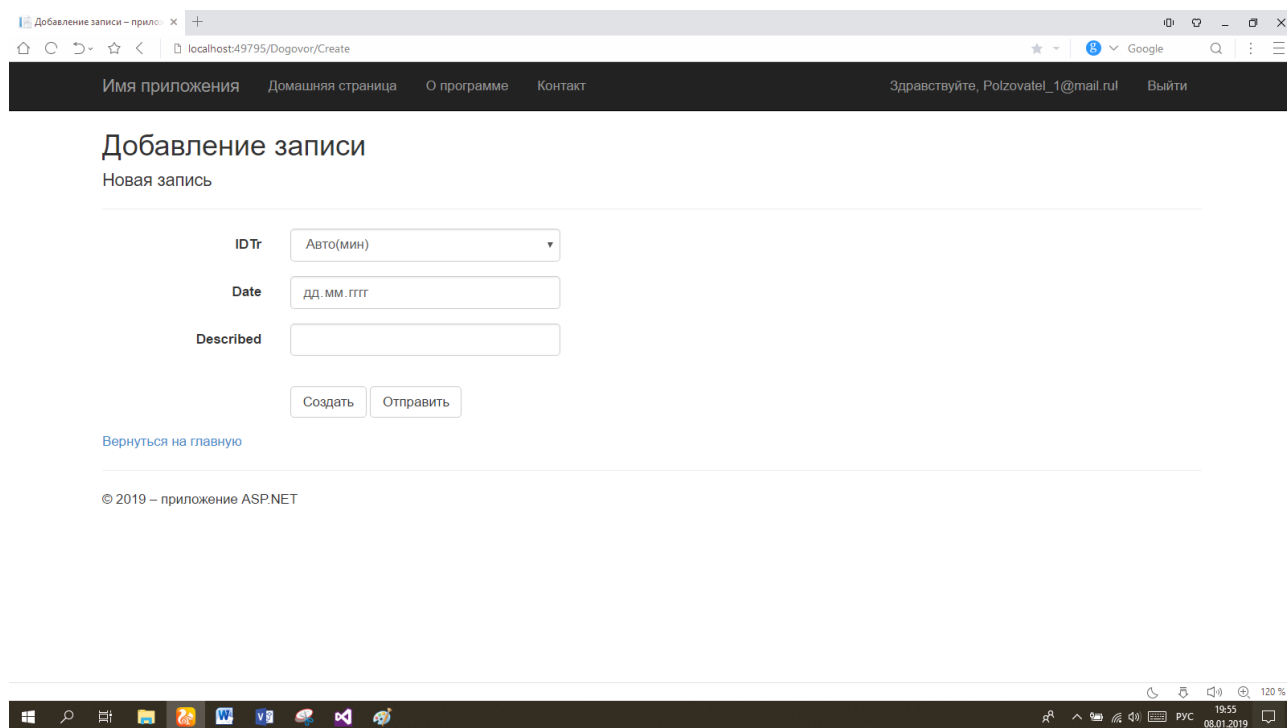 Добавление записи – прило
localhost:49795/Dogovor/Create
Google
Имя приложения Домашняя страница О программе Контакт Здравствуйте, Polzovatel_1@mail.ru! Выйти
Добавление записи
Новая запись
IDTr Авто(мин)
Date дд.мм.гггг
Described
Создать Отправить
Вернуться на главную
© 2019 – приложение ASP.NET
120 %
РУС 19:55
08.01.2019